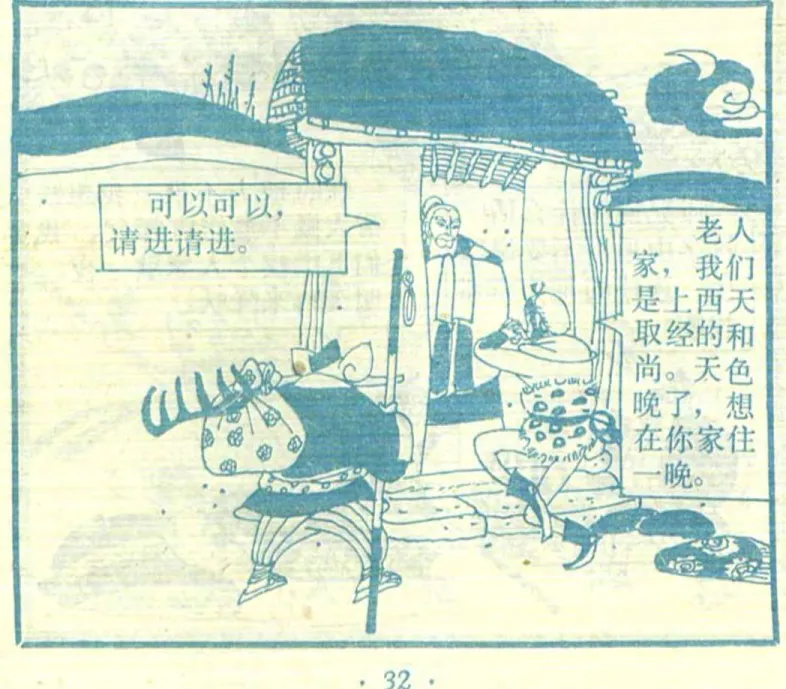 老人
家，我们
是上西天
取经的和
尚。天色
晚了，想
在你家住
一晚。
可以可以，
请进请进。
· 32 ·